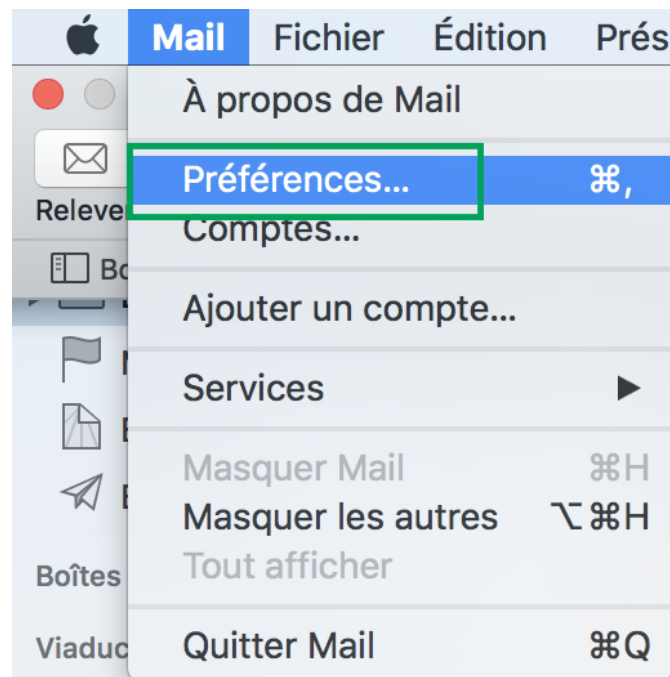 Mail Fichier Édition Prés
À propos de Mail
Préférences... ⌘,
Relever
Comptes...
Bo
Ajouter un compte...
Services ▶
Masquer Mail ⌘H
Masquer les autres ⌥⌘H
Tout afficher
Boîtes
Viaduc
Quitter Mail ⌘Q